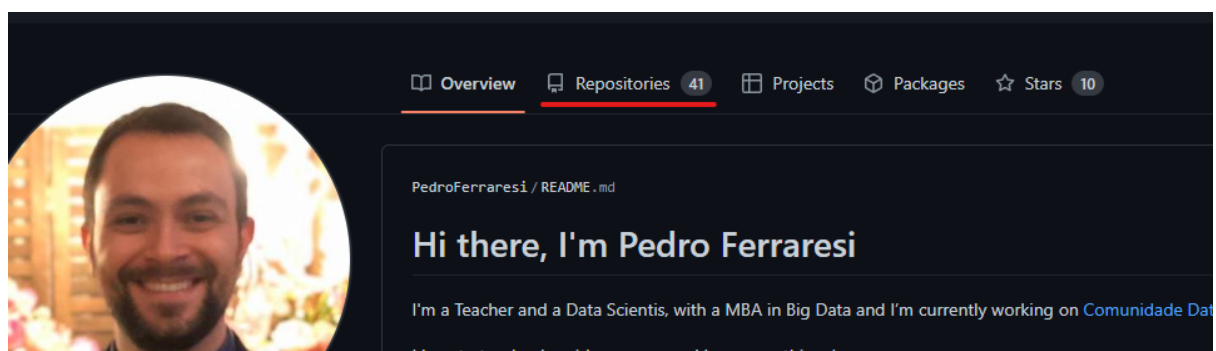 Overview Repositories 41 Projects Packages Stars 10
PedroFerraresi/README.md
Hi there, I'm Pedro Ferraresi
I'm a Teacher and a Data Scientis, with a MBA in Big Data and I'm currently working on Comunidade Dat